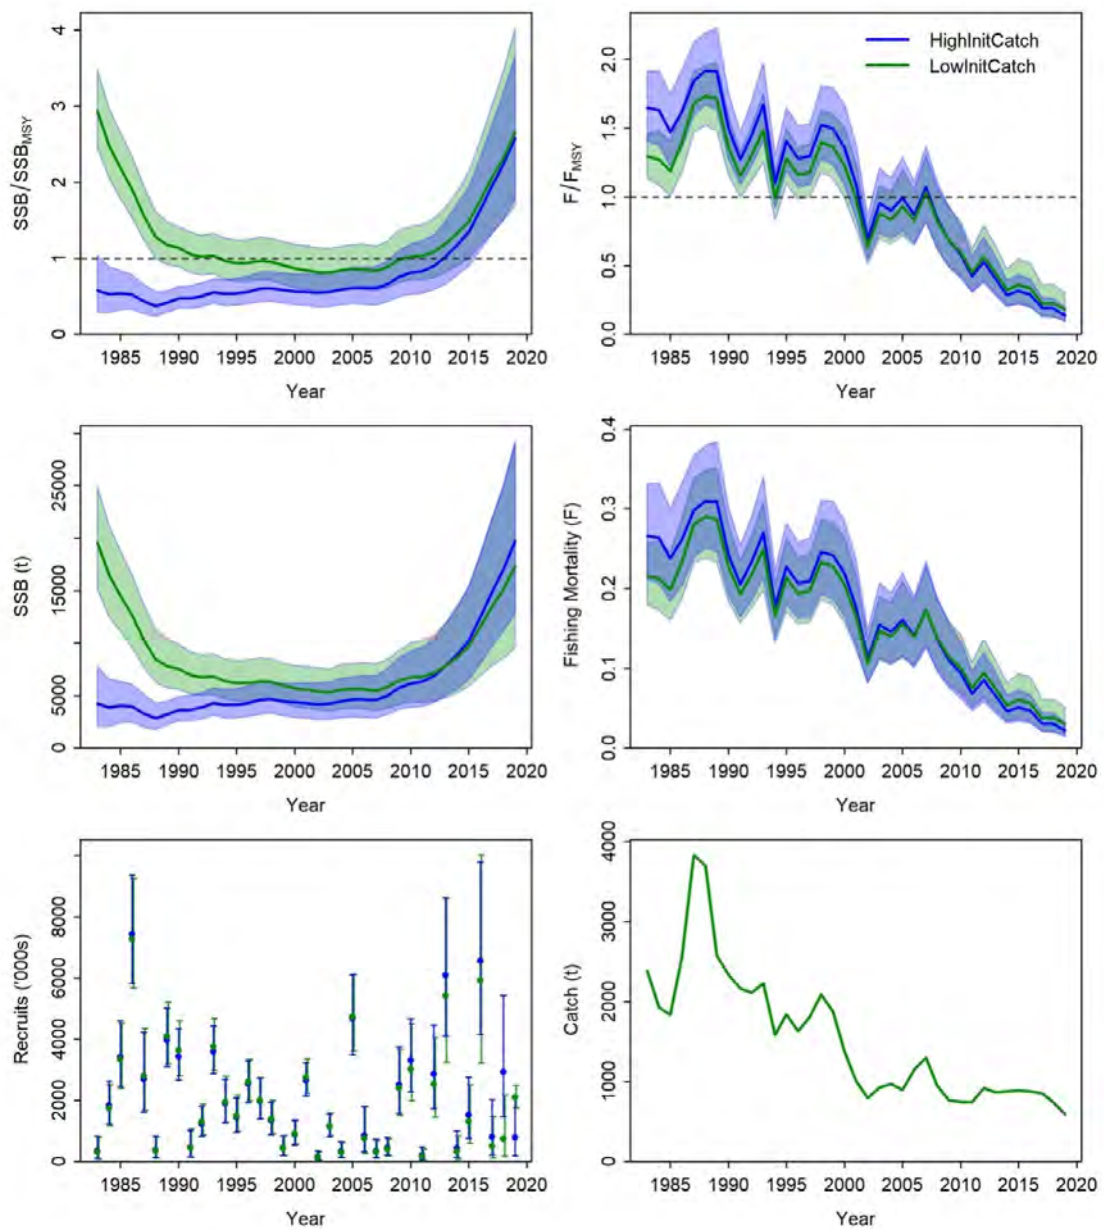 SSB/SSBMSY
0 1 2 3 4
1985 1990 1995 2000 2005 2010 2015 2020
Year
F/FMSY
0.0 0.5 1.0 1.5 2.0
HighInitCatch
LowInitCatch
1985 1990 1995 2000 2005 2010 2015 2020
Year
SSB (t)
0 5000 15000 25000
1985 1990 1995 2000 2005 2010 2015 2020
Year
Fishing Mortality (F)
0.0 0.1 0.2 0.3 0.4
1985 1990 1995 2000 2005 2010 2015 2020
Year
Recruits ('000s)
0 2000 4000 6000 8000
1985 1990 1995 2000 2005 2010 2015 2020
Year
Catch (t)
0 1000 2000 3000 4000
1985 1990 1995 2000 2005 2010 2015 2020
Year